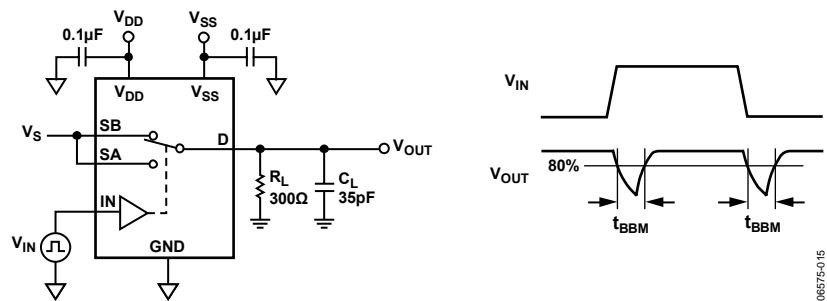 VDD
VSS
0.1µF
0.1µF
VDD
VSS
VS
SB
SA
D
VOUT
RL
300Ω
CL
35pF
IN
VIN
GND
VIN
VOUT
80%
tBBM
tBBM
06575-015